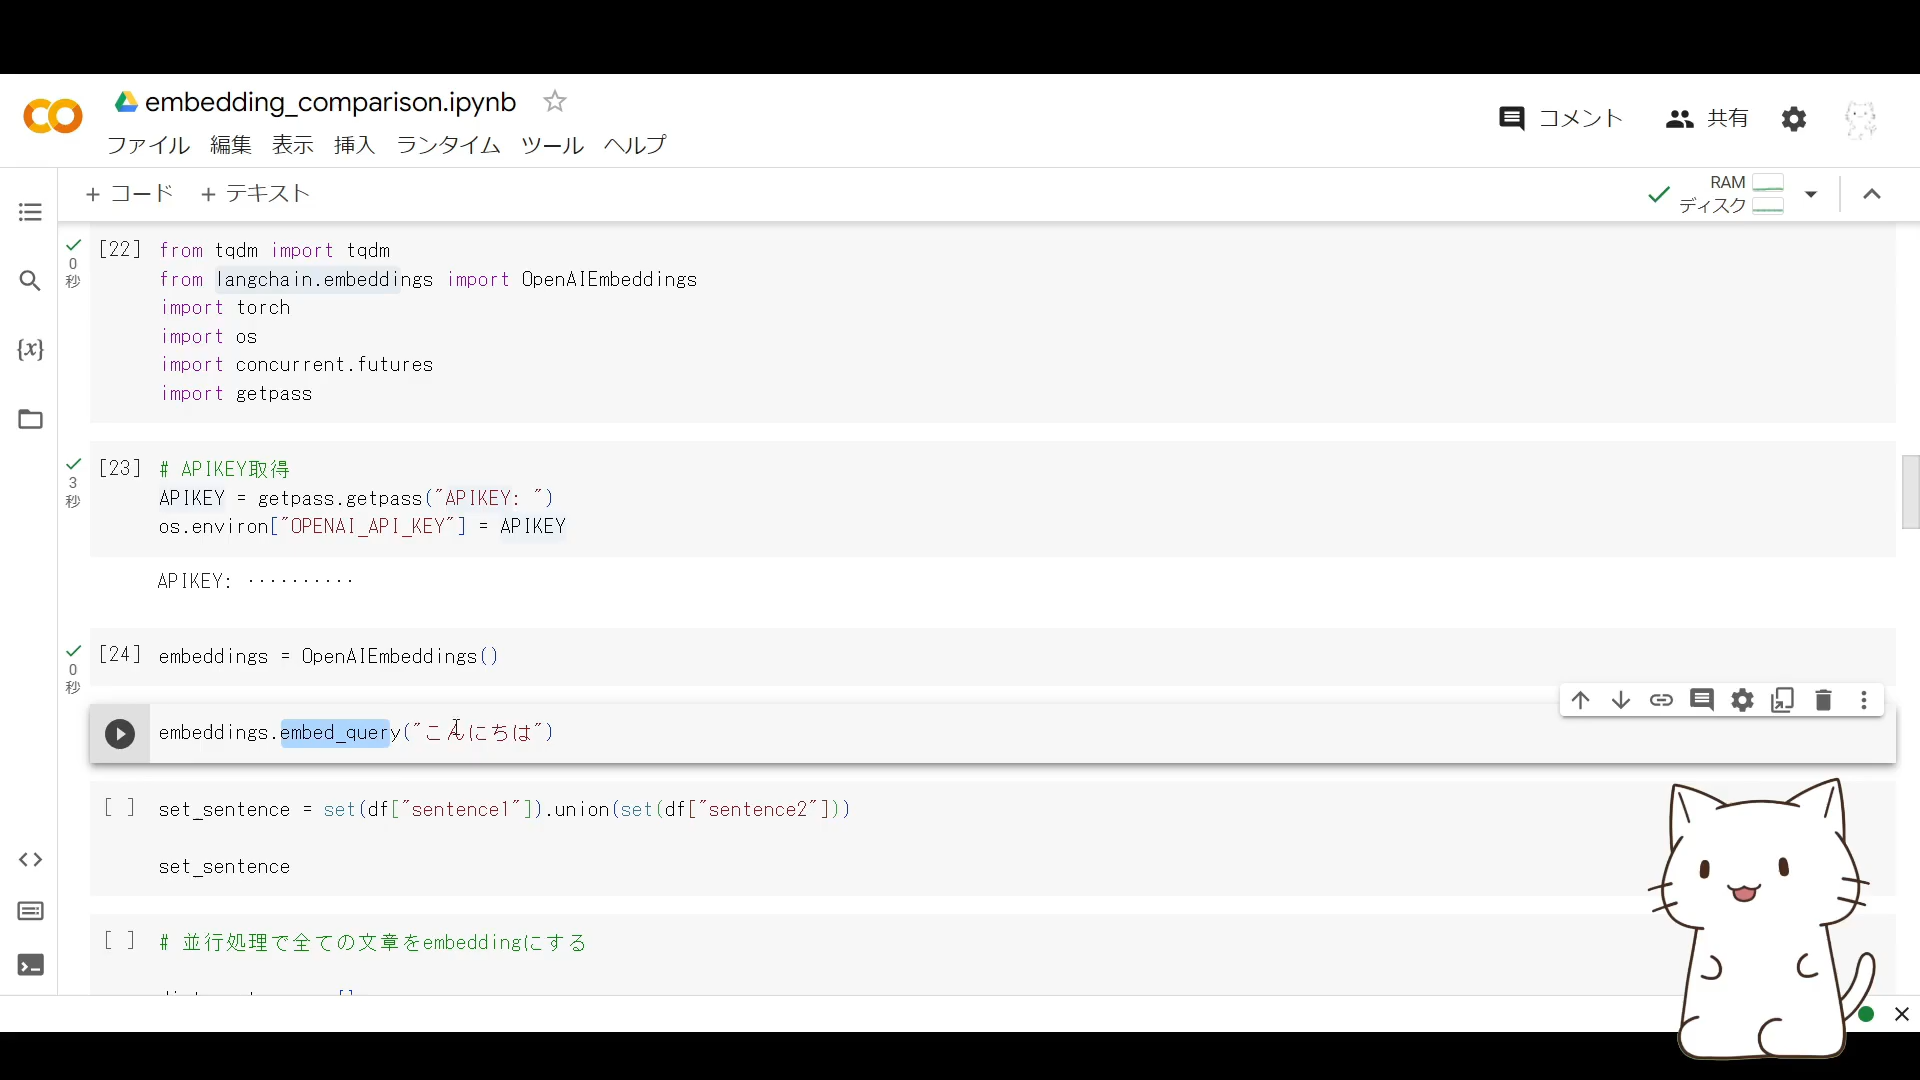 embedding_comparison.ipynb
ファイル 編集 表示 挿入 ランタイム ツール ヘルプ
コメント 共有
+ コード + テキスト
RAM
ディスク
[22] from tqdm import tqdm
0 from langchain.embeddings import OpenAIEmbeddings
秒
import torch
import os
import concurrent.futures
import getpass
[23] # APIKEY取得
3 APIKEY = getpass.getpass("APIKEY: ")
秒
os.environ["OPENAI_API_KEY"] = APIKEY
APIKEY: ··········
[24] embeddings = OpenAIEmbeddings()
0
秒
embeddings.embed_query("こんにちは")
[ ] set_sentence = set(df["sentence1"]).union(set(df["sentence2"]))
set_sentence
[ ] # 並行処理で全ての文章をembeddingにする